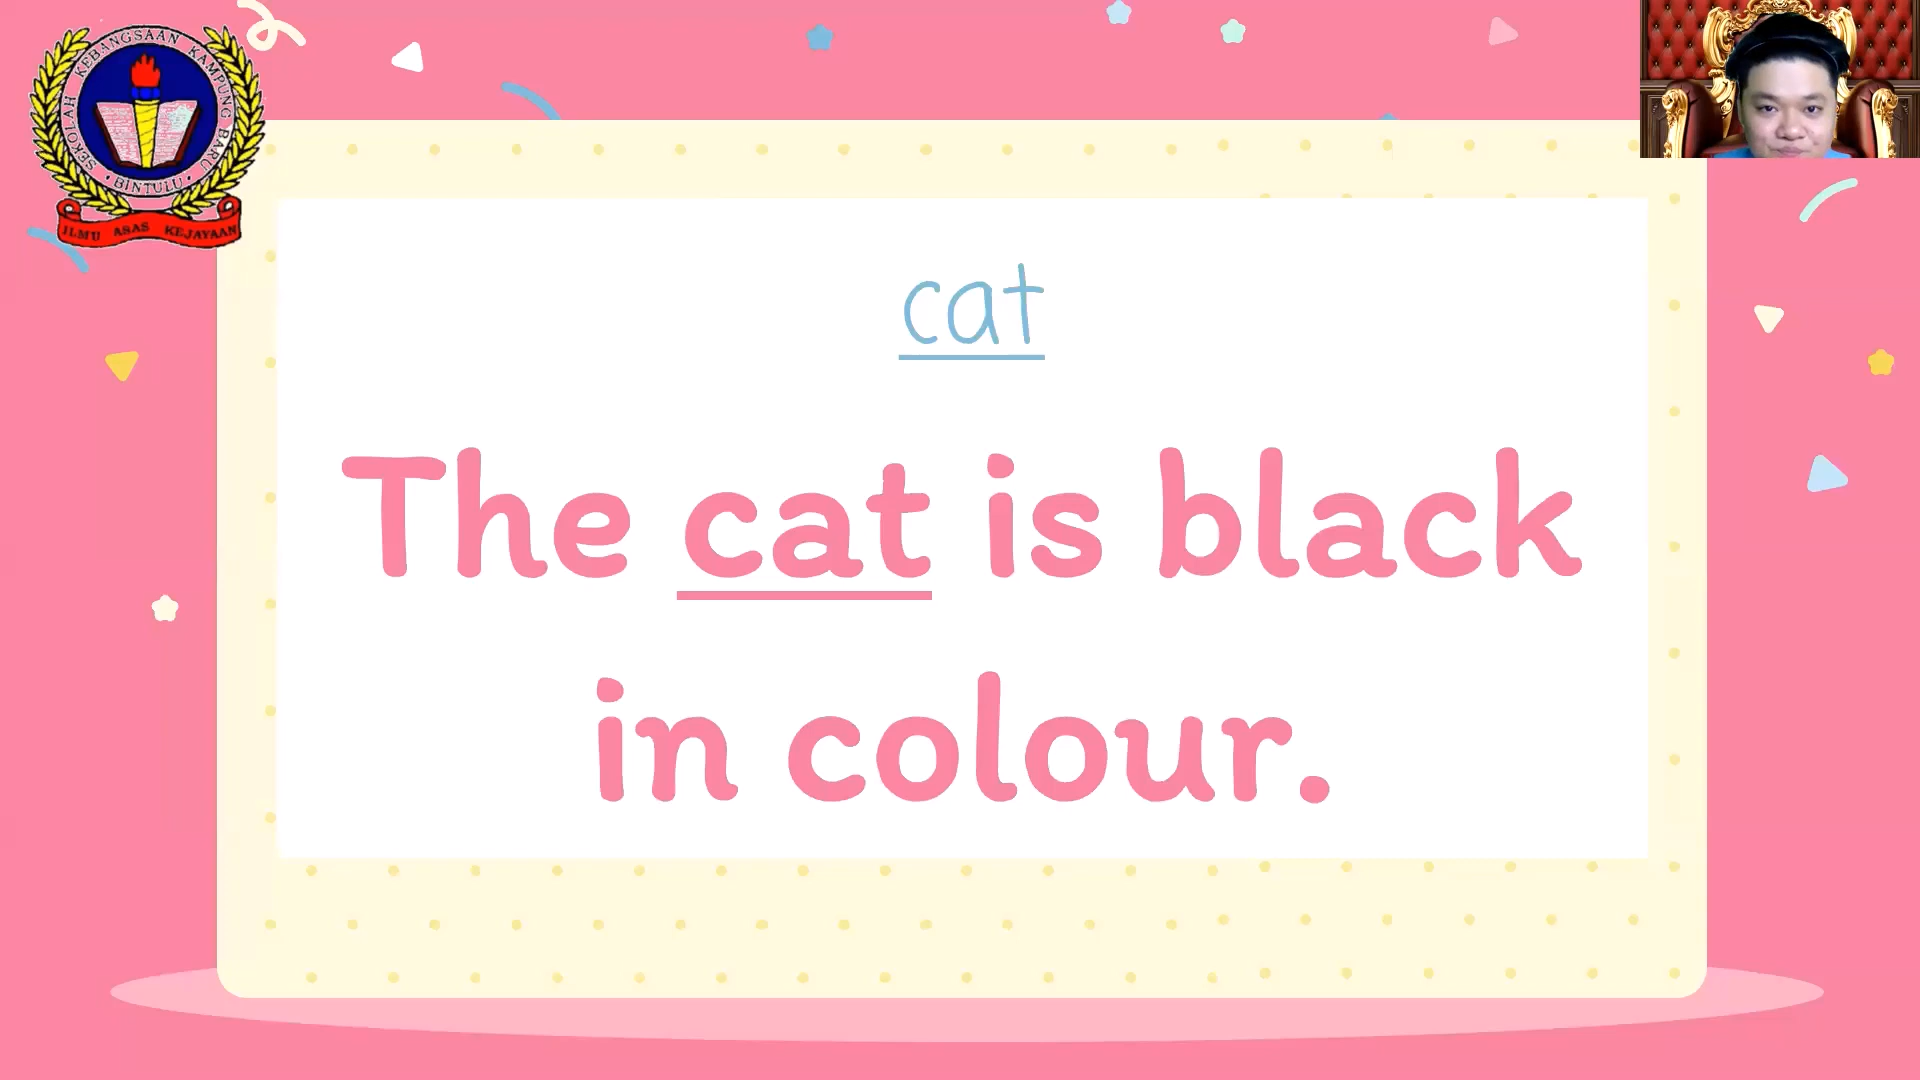 SEKOLAH KEBANGSAAN KAMPUNG BARU
• BINTULU •
ILMU ASAS KEJAYAAN
cat
The cat is black
in colour.